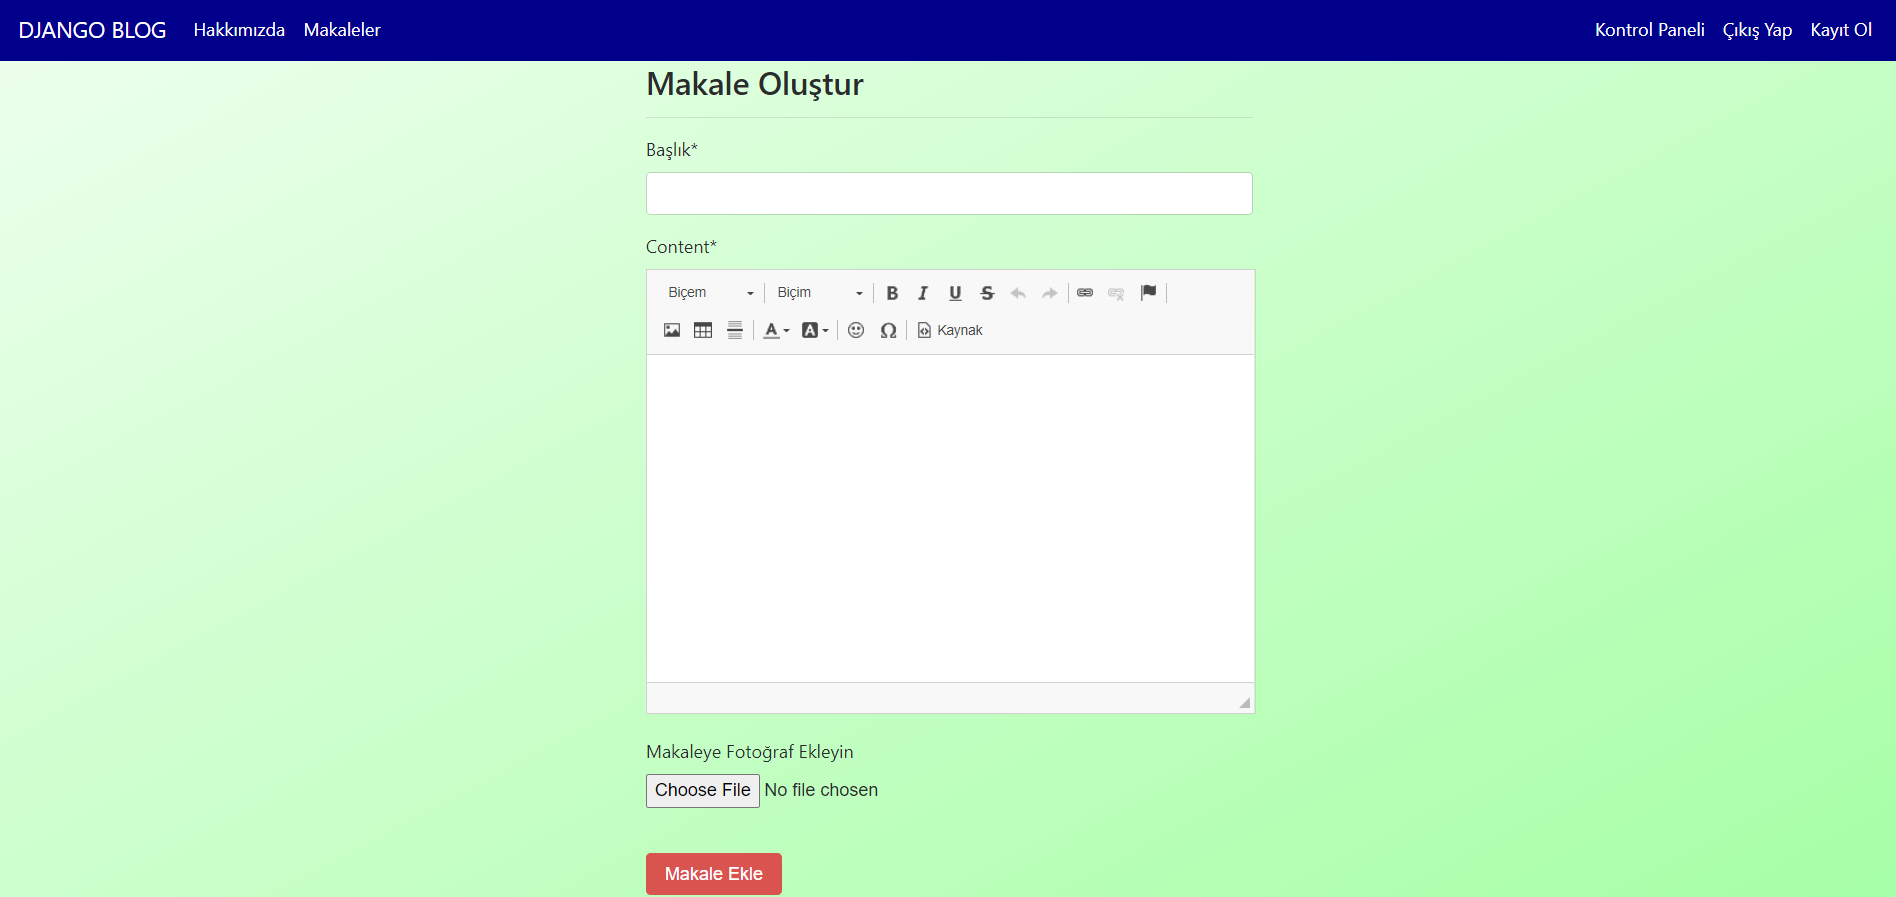 DJANGO BLOG Hakkımızda Makaleler Kontrol Paneli Çıkış Yap Kayıt Ol
Makale Oluştur
Başlık*
Content*
Biçem Biçim B I U S
A A Ω Kaynak
Makaleye Fotoğraf Ekleyin
Choose File No file chosen
Makale Ekle